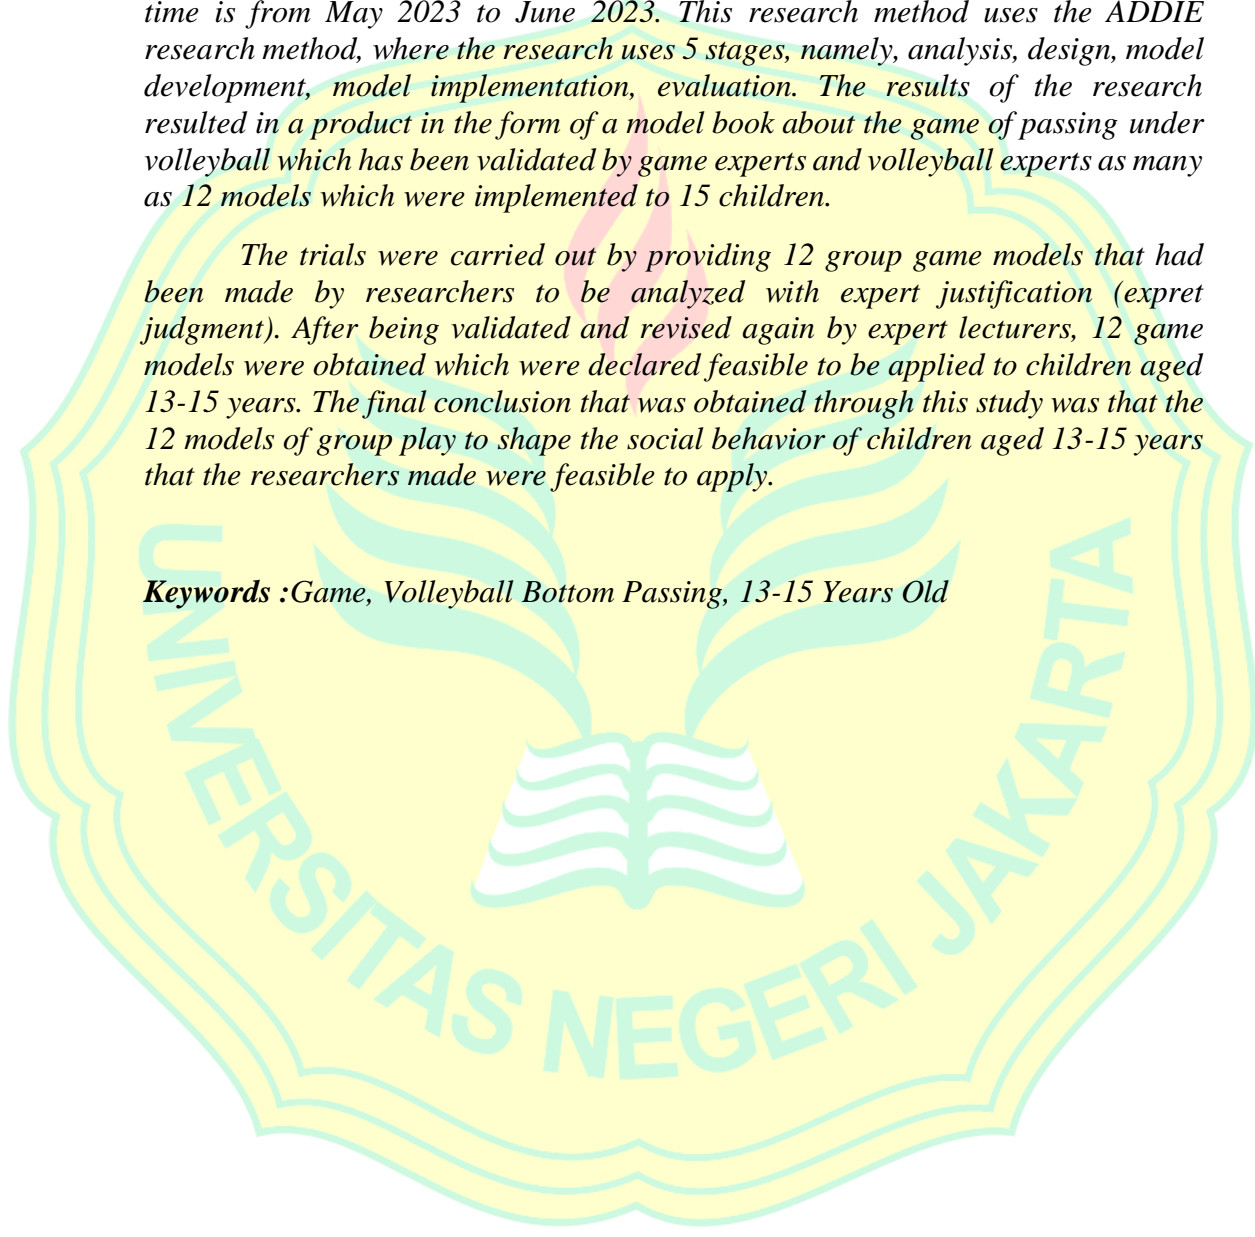 time is from May 2023 to June 2023. This research method uses the ADDIE
research method, where the research uses 5 stages, namely, analysis, design, model
development, model implementation, evaluation. The results of the research
resulted in a product in the form of a model book about the game of passing under
volleyball which has been validated by game experts and volleyball experts as many
as 12 models which were implemented to 15 children.
The trials were carried out by providing 12 group game models that had
been made by researchers to be analyzed with expert justification (expret
judgment). After being validated and revised again by expert lecturers, 12 game
models were obtained which were declared feasible to be applied to children aged
13-15 years. The final conclusion that was obtained through this study was that the
12 models of group play to shape the social behavior of children aged 13-15 years
that the researchers made were feasible to apply.
Keywords :Game, Volleyball Bottom Passing, 13-15 Years Old
UNIVERSITAS NEGERI JAKARTA